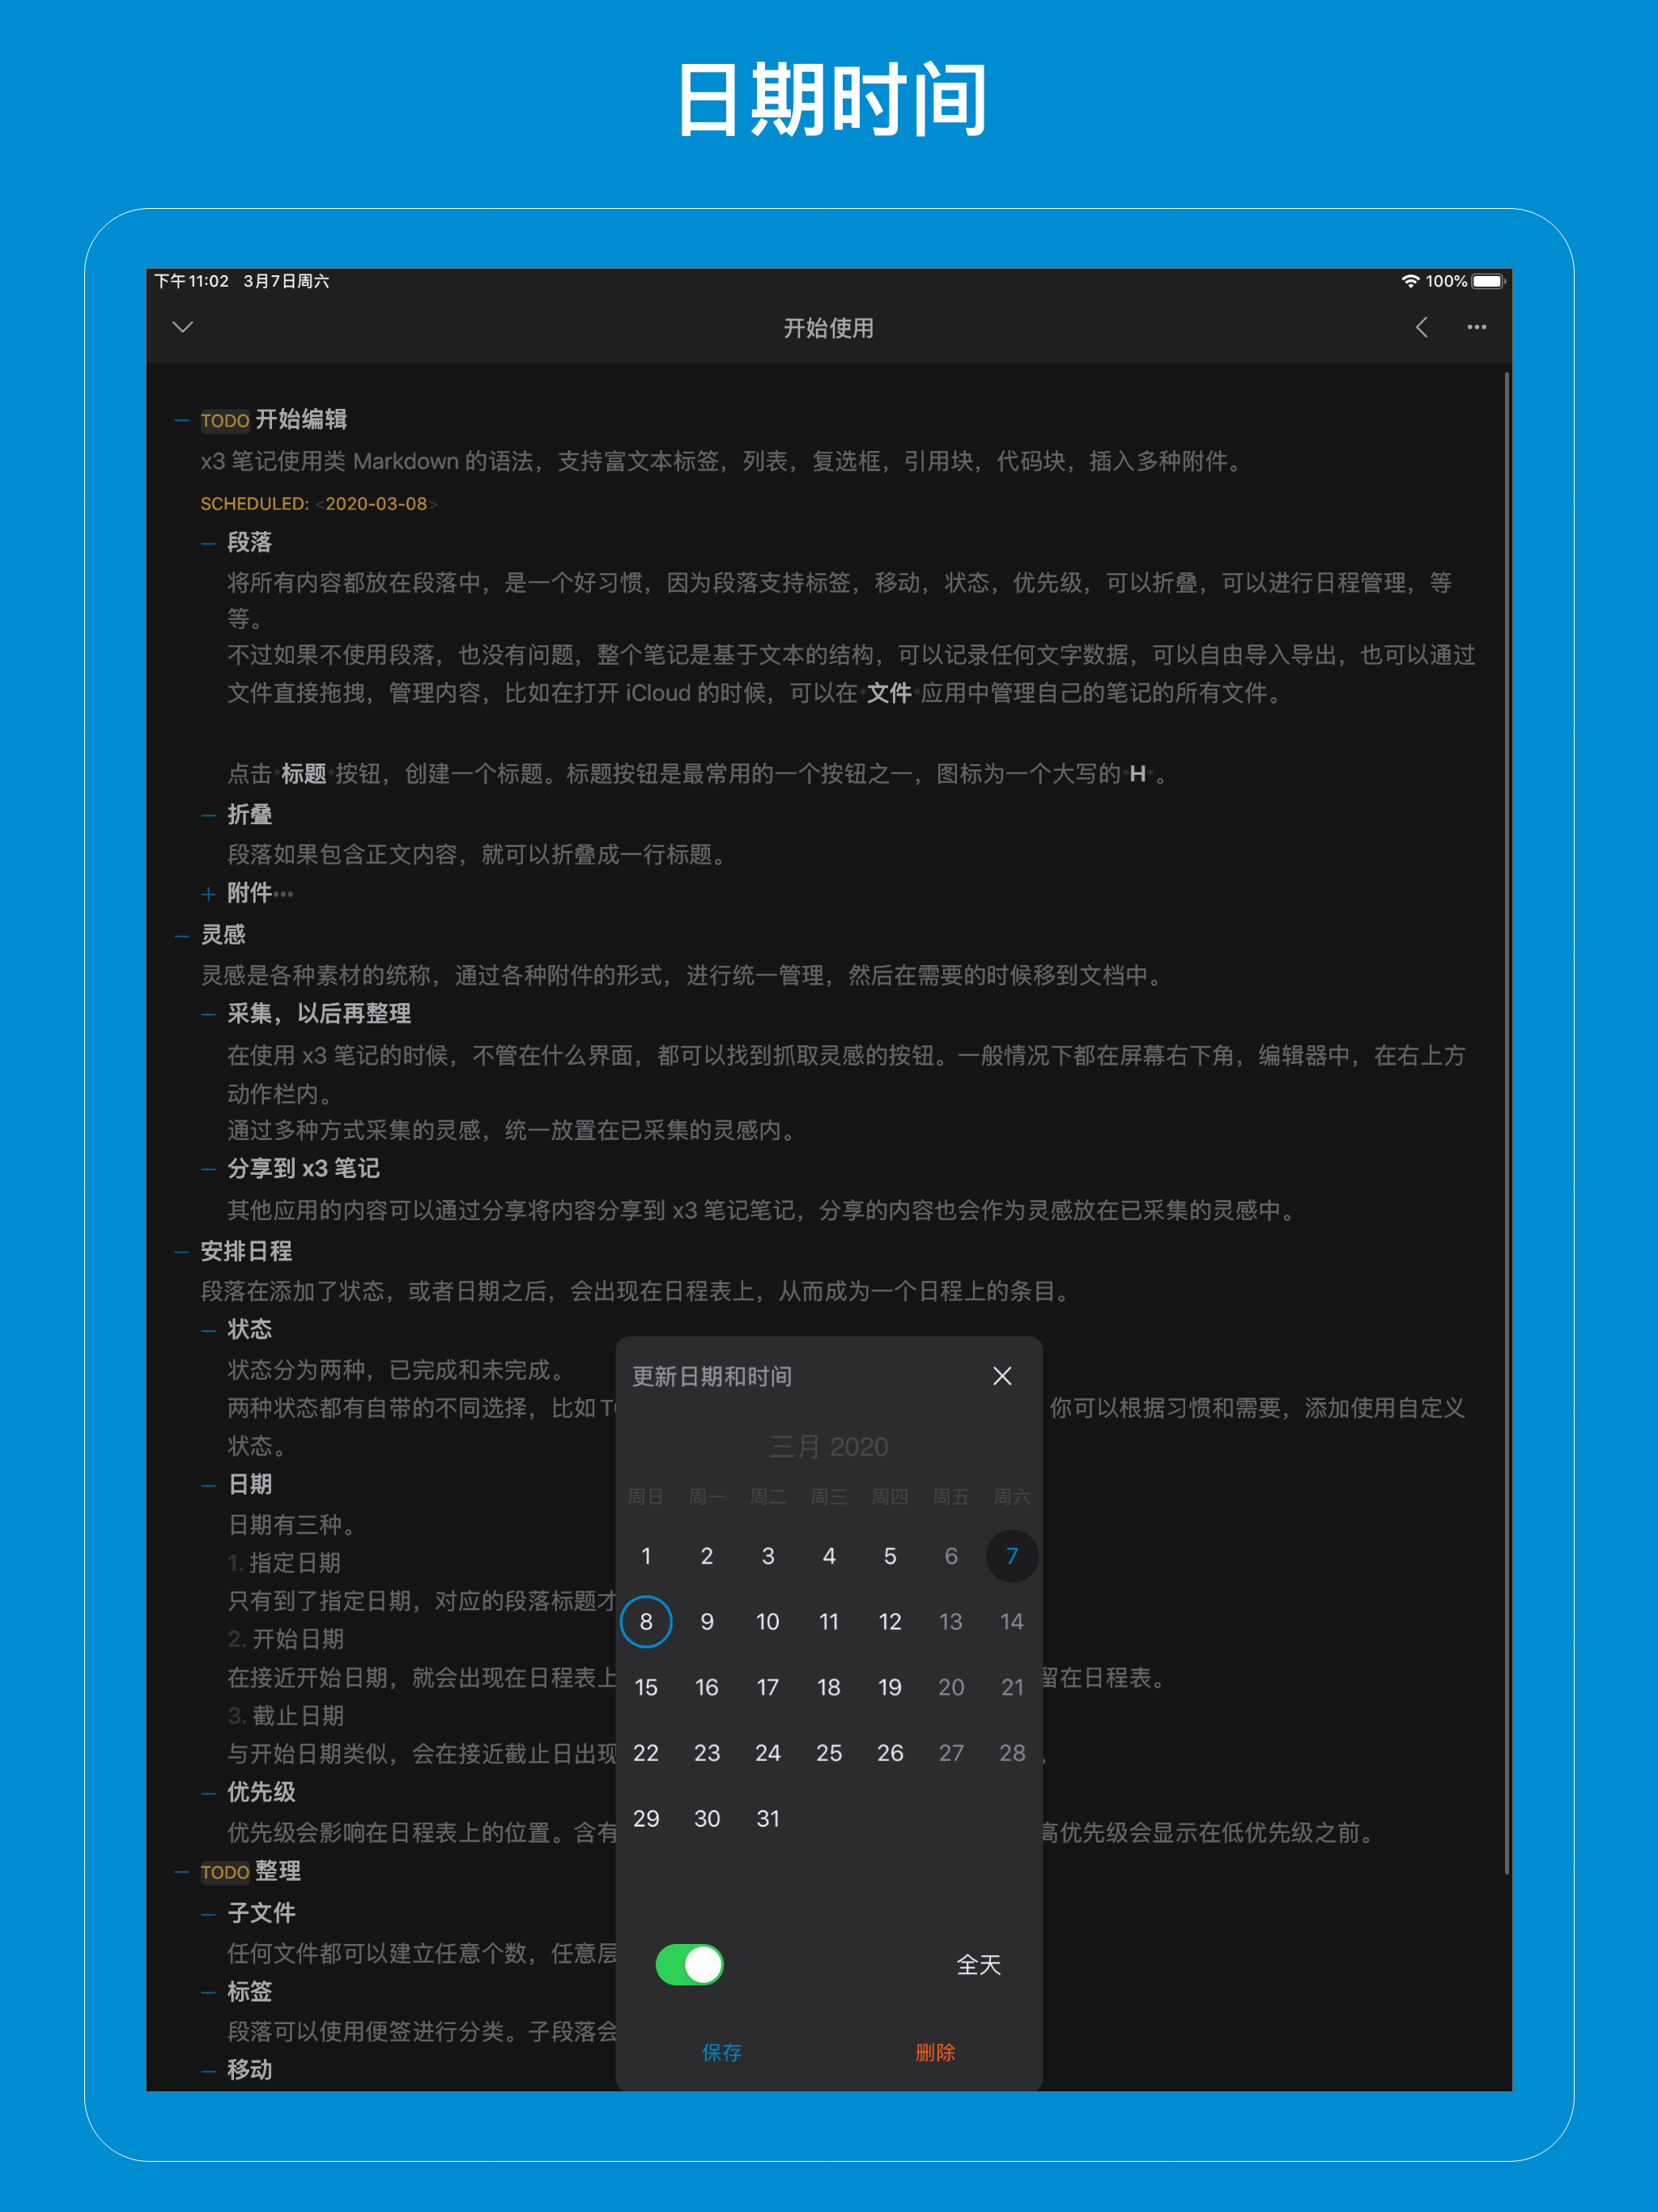 日期时间
下午11:02 3月7日周六 100%
开始使用
TODO 开始编辑
x3 笔记使用类 Markdown 的语法，支持富文本标签，列表，复选框，引用块，代码块，插入多种附件。
SCHEDULED: <2020-03-08>
段落
将所有内容都放在段落中，是一个好习惯，因为段落支持标签，移动，状态，优先级，可以折叠，可以进行日程管理，等
等。
不过如果不使用段落，也没有问题，整个笔记是基于文本的结构，可以记录任何文字数据，可以自由导入导出，也可以通过
文件直接拖拽，管理内容，比如在打开 iCloud 的时候，可以在*文件*应用中管理自己的笔记的所有文件。
点击*标题*按钮，创建一个标题。标题按钮是最常用的一个按钮之一，图标为一个大写的*H*。
折叠
段落如果包含正文内容，就可以折叠成一行标题。
附件•••
灵感
灵感是各种素材的统称，通过各种附件的形式，进行统一管理，然后在需要的时候移到文档中。
采集，以后再整理
在使用 x3 笔记的时候，不管在什么界面，都可以找到抓取灵感的按钮。一般情况下都在屏幕右下角，编辑器中，在右上方
动作栏内。
通过多种方式采集的灵感，统一放置在已采集的灵感内。
分享到 x3 笔记
其他应用的内容可以通过分享将内容分享到 x3 笔记笔记，分享的内容也会作为灵感放在已采集的灵感中。
安排日程
段落在添加了状态，或者日期之后，会出现在日程表上，从而成为一个日程上的条目。
状态
状态分为两种，已完成和未完成。
两种状态都有自带的不同选择，比如 你可以根据习惯和需要，添加使用自定义
状态。
日期
日期有三种。
1. 指定日期
只有到了指定日期，对应的段落标题才
2. 开始日期
在接近开始日期，就会出现在日程表上 留在日程表。
3. 截止日期
与开始日期类似，会在接近截止日出现
优先级
优先级会影响在日程表上的位置。含有 高优先级会显示在低优先级之前。
TODO 整理
子文件
任何文件都可以建立任意个数，任意层
标签
段落可以使用便签进行分类。子段落会
移动
更新日期和时间
三月 2020
周日 周一 周二 周三 周四 周五 周六
1 2 3 4 5 6 7
8 9 10 11 12 13 14
15 16 17 18 19 20 21
22 23 24 25 26 27 28
29 30 31
全天
保存 删除